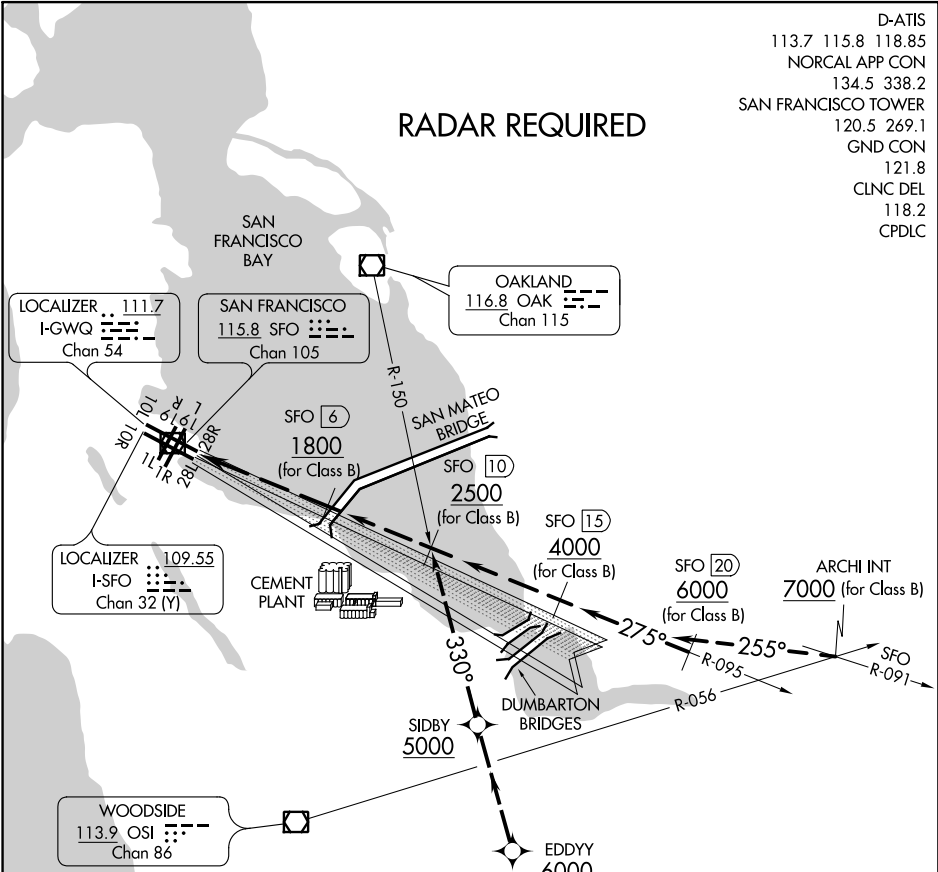 D-ATIS
113.7 115.8 118.85
NORCAL APP CON
134.5 338.2
SAN FRANCISCO TOWER
120.5 269.1
GND CON
121.8
CLNC DEL
118.2
CPDLC
RADAR REQUIRED
SAN
FRANCISCO
BAY
OAKLAND
116.8 OAK
Chan 115
LOCALIZER 111.7
I-GWQ
Chan 54
SAN FRANCISCO
115.8 SFO
Chan 105
R-150
10L
10R
19R
19L
28R
28L
1L
1R
SFO 6
1800
(for Class B)
SAN MATEO
BRIDGE
SFO 10
2500
(for Class B)
SFO 15
4000
(for Class B)
SFO 20
6000
(for Class B)
ARCHI INT
7000 (for Class B)
LOCALIZER 109.55
I-SFO
Chan 32 (Y)
CEMENT
PLANT
330°
275°
R-095
255°
SFO
R-091
R-056
DUMBARTON
BRIDGES
SIDBY
5000
WOODSIDE
113.9 OSI
Chan 86
EDDYY
6000